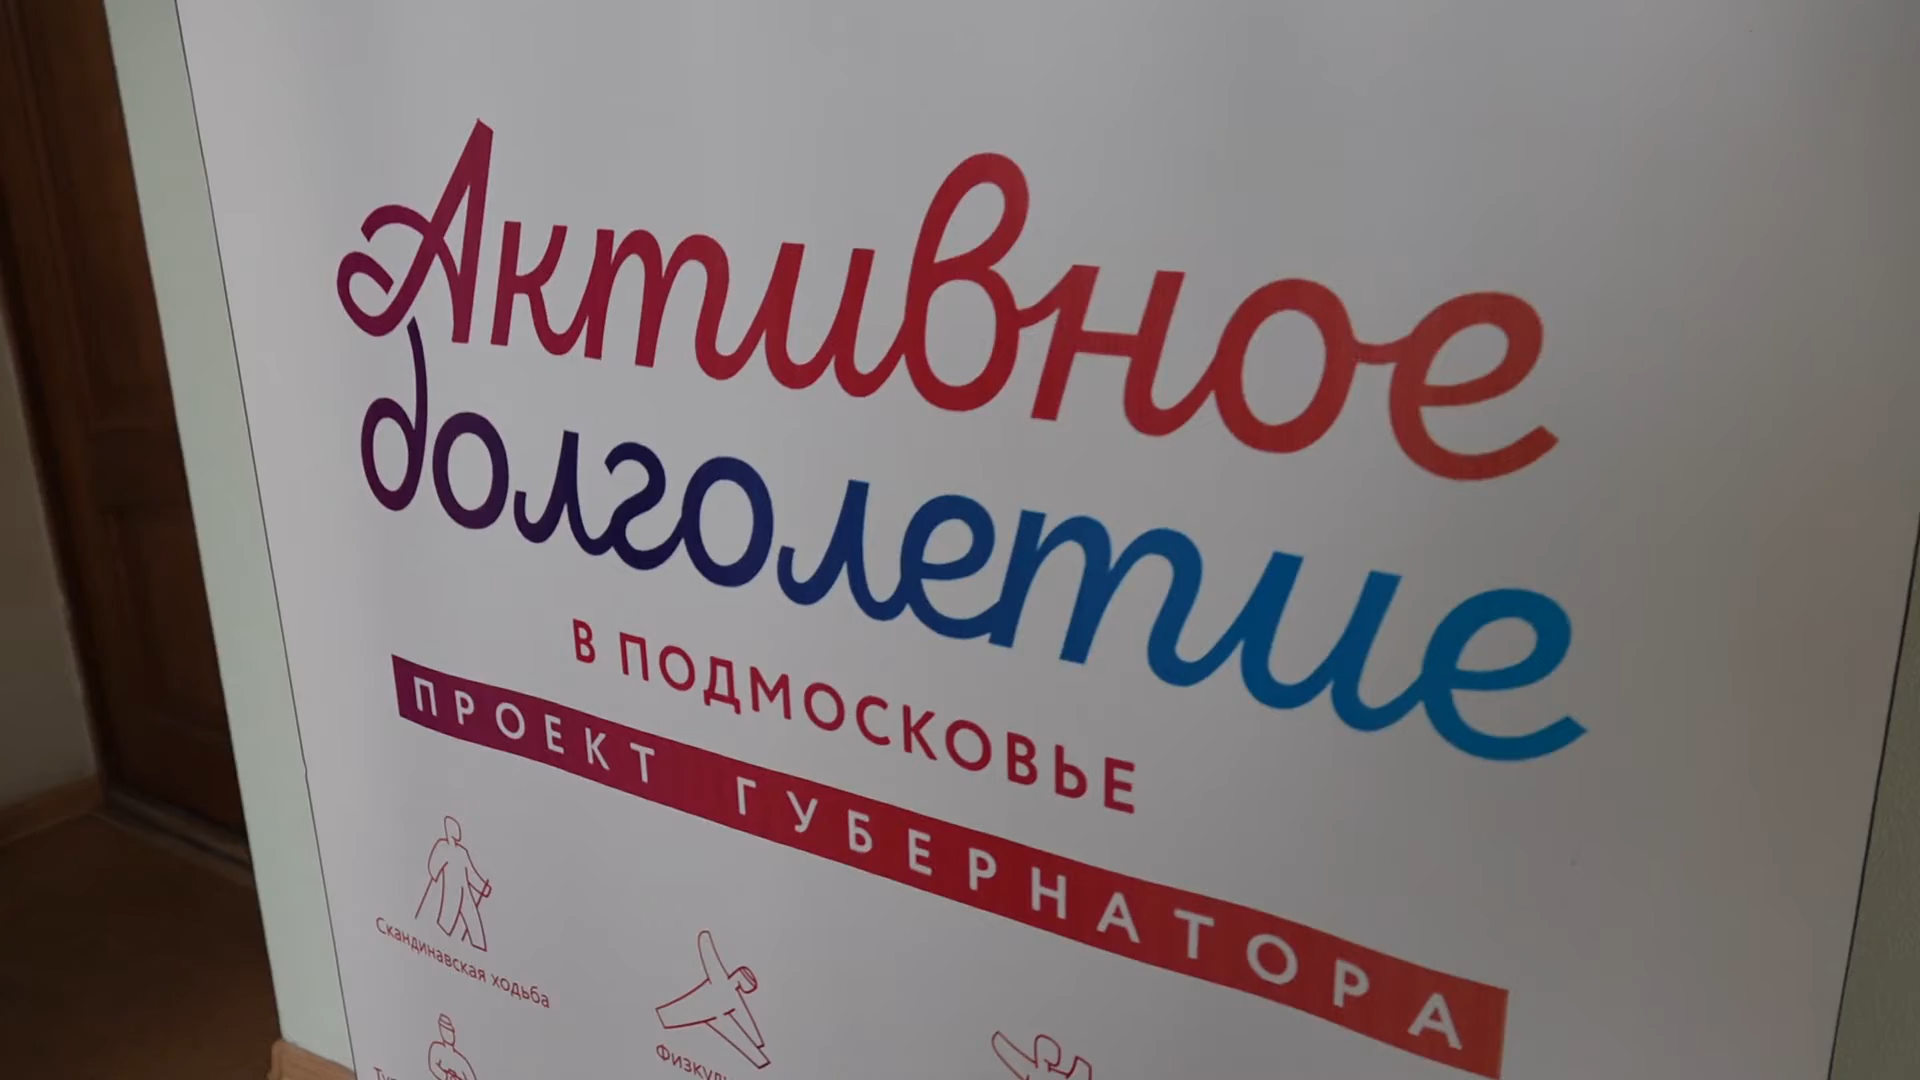 Активное
долголетие
В ПОДМОСКОВЬЕ
ПРОЕКТ ГУБЕРНАТОРА
Скандинавская ходьба